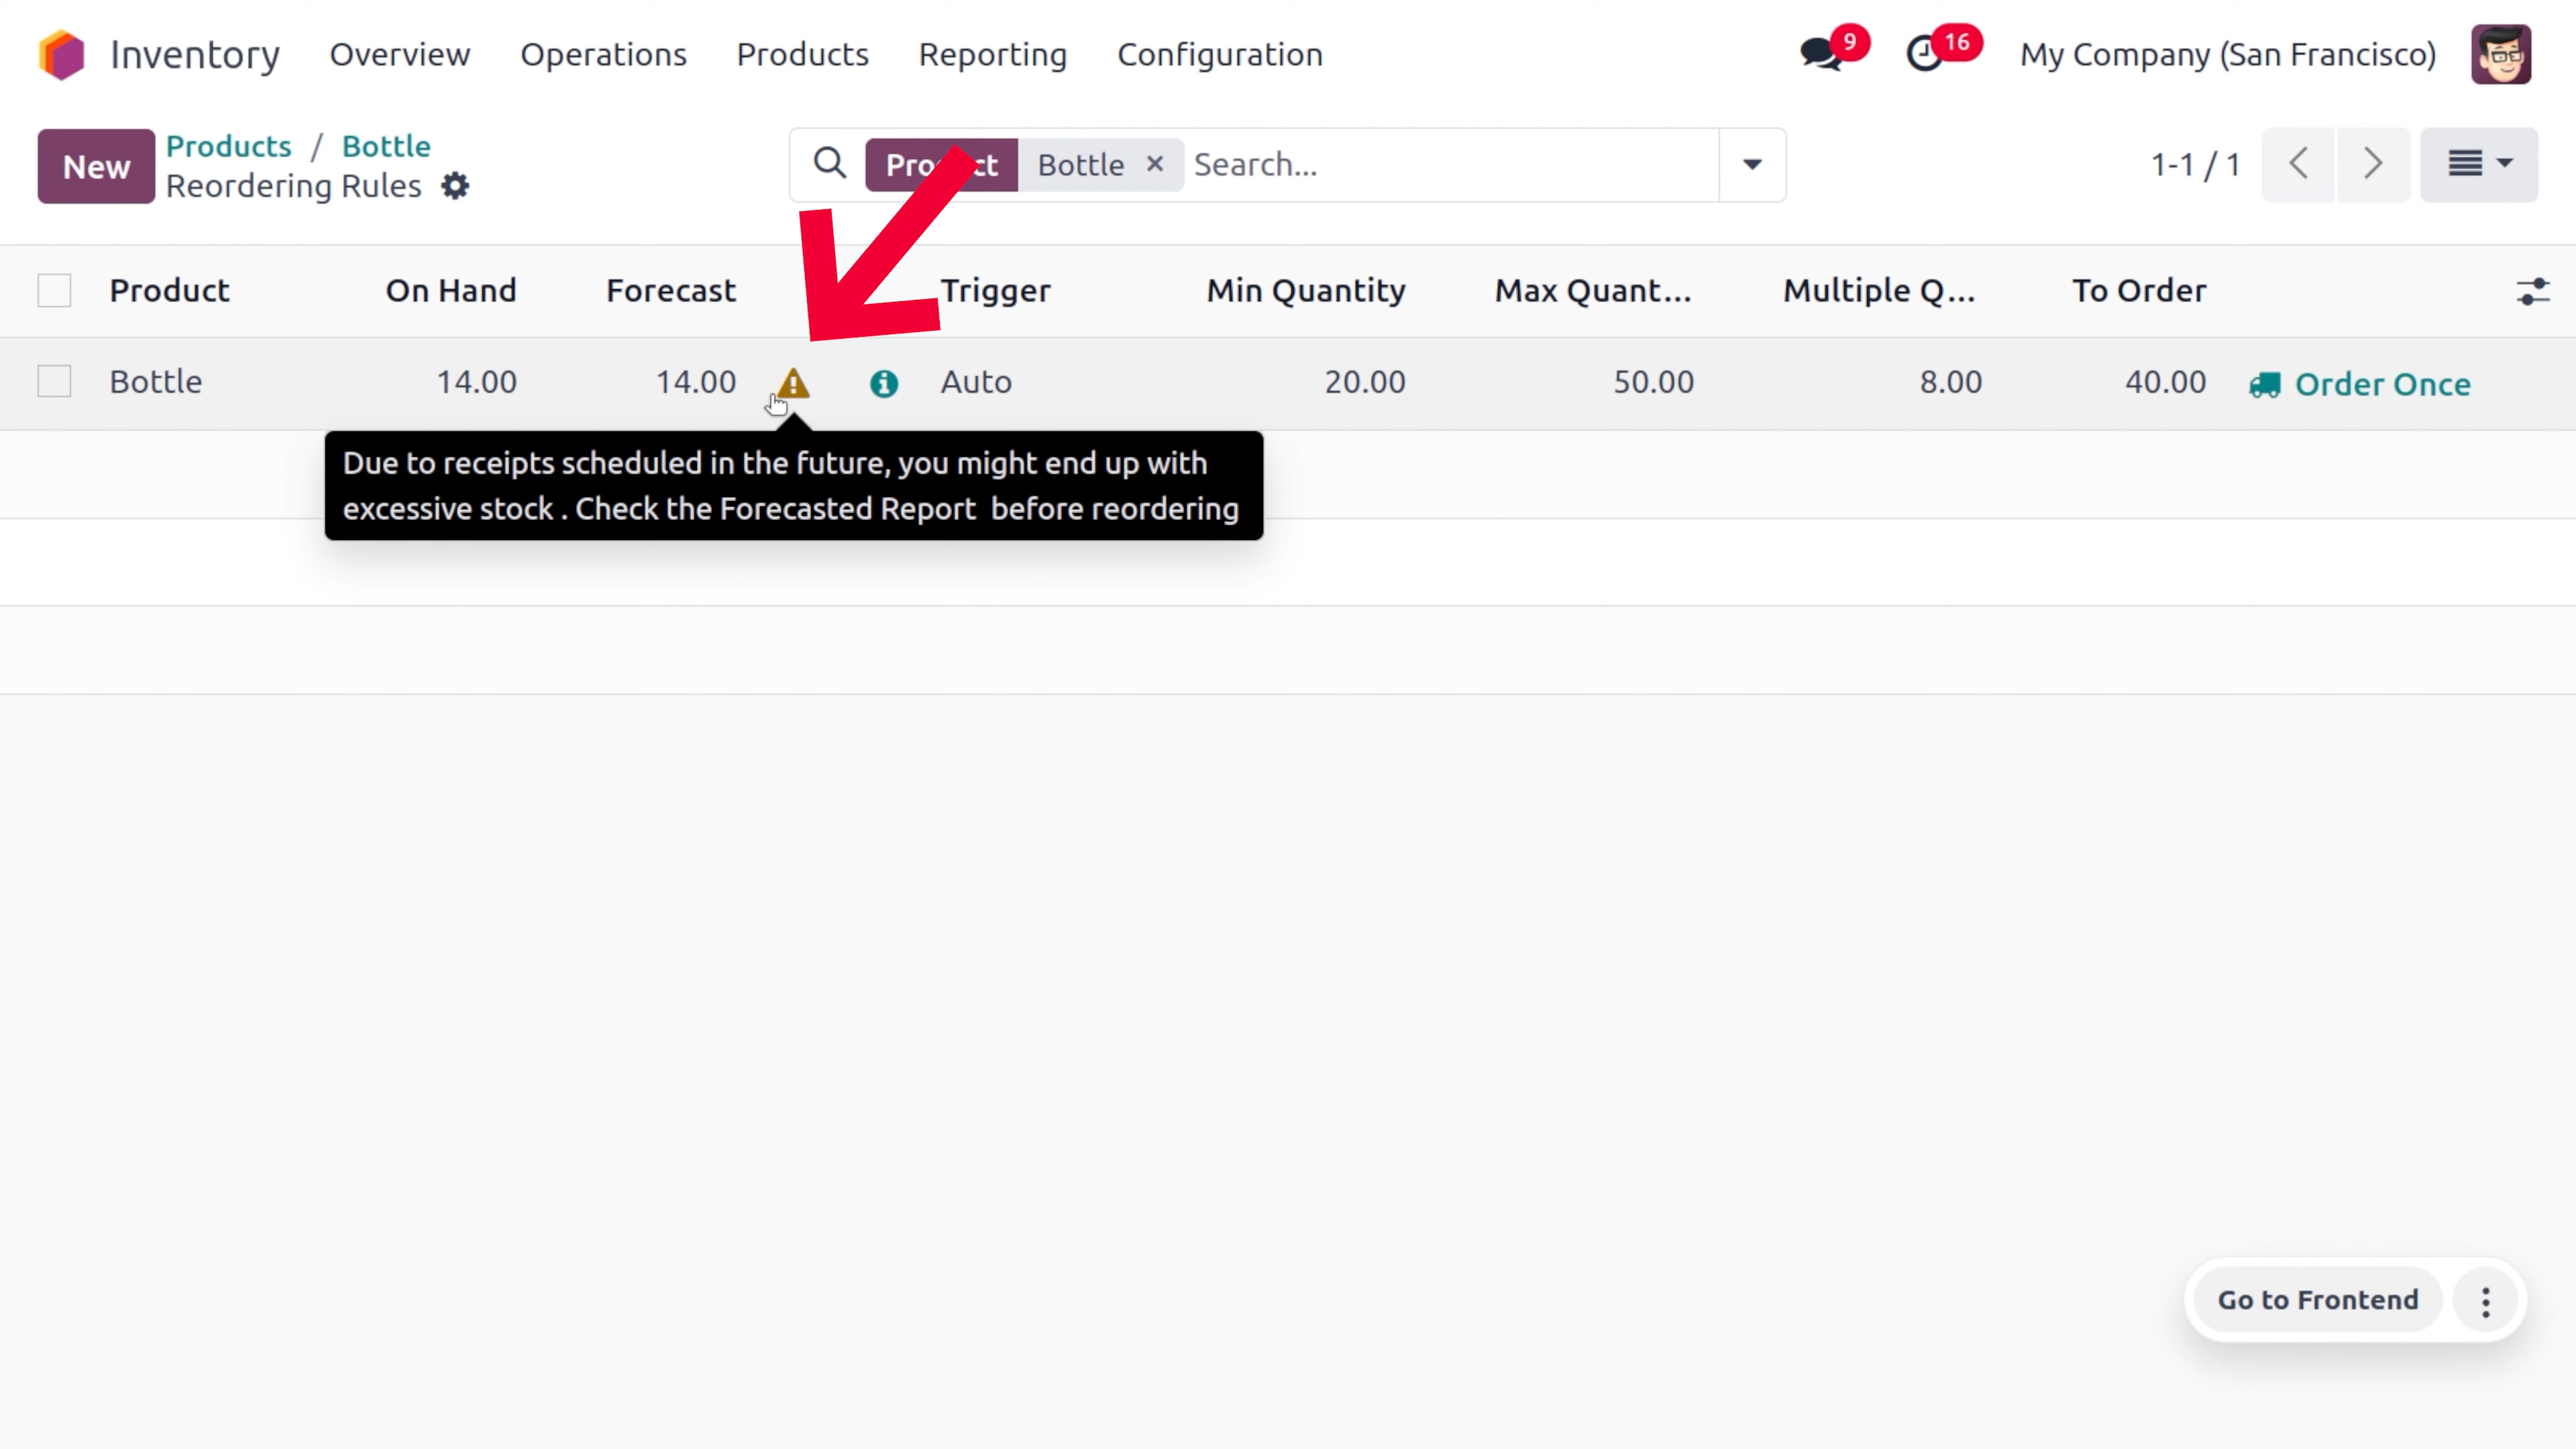 Inventory Overview Operations Products Reporting Configuration 9 16 My Company (San Francisco)
New Products / Bottle Product Bottle × Search... 1-1 / 1
Reordering Rules
Product On Hand Forecast Trigger Min Quantity Max Quant... Multiple Q... To Order
Bottle 14.00 14.00 Auto 20.00 50.00 8.00 40.00 Order Once
Due to receipts scheduled in the future, you might end up with
excessive stock . Check the Forecasted Report before reordering
Go to Frontend